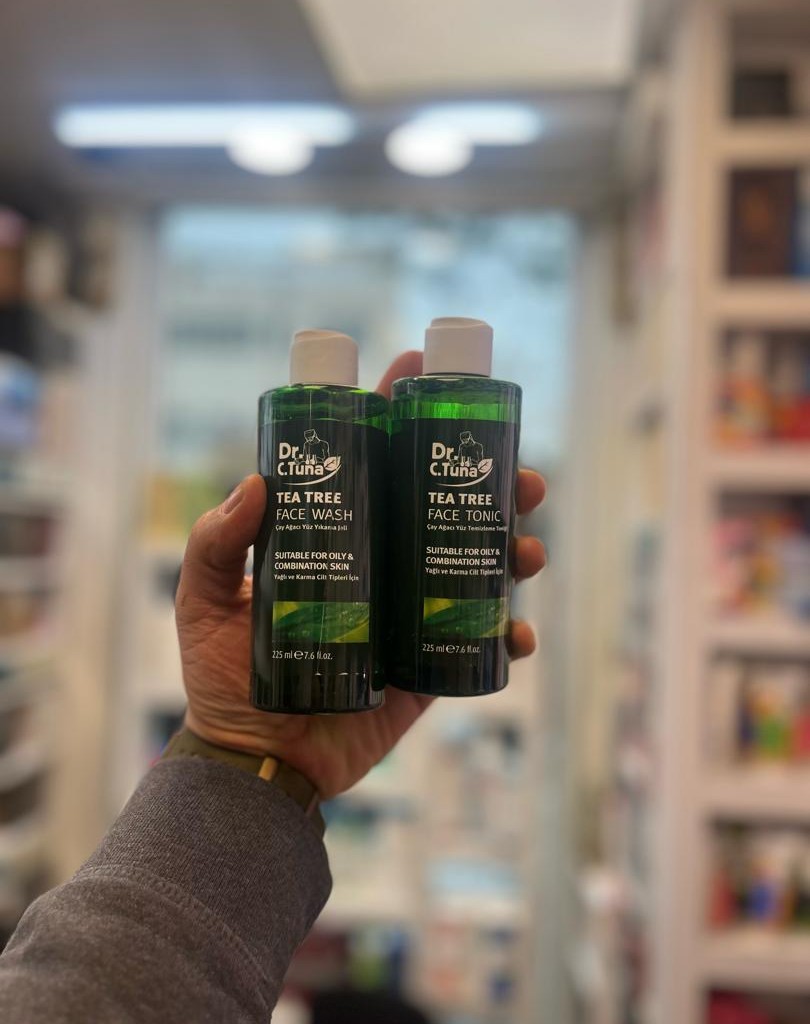 Dr.
C.Tuna
TEA TREE
FACE WASH
Çay Ağacı Yüz Yıkama Jeli
SUITABLE FOR OILY &
COMBINATION SKIN
Yağlı ve Karma Cilt Tipleri İçin
225 ml ℮ 7.6 fl.oz.
Dr.
C.Tuna
TEA TREE
FACE TONIC
Çay Ağacı Yüz Temizleme Toniği
SUITABLE FOR OILY &
COMBINATION SKIN
Yağlı ve Karma Cilt Tipleri İçin
225 ml ℮ 7.6 fl.oz.